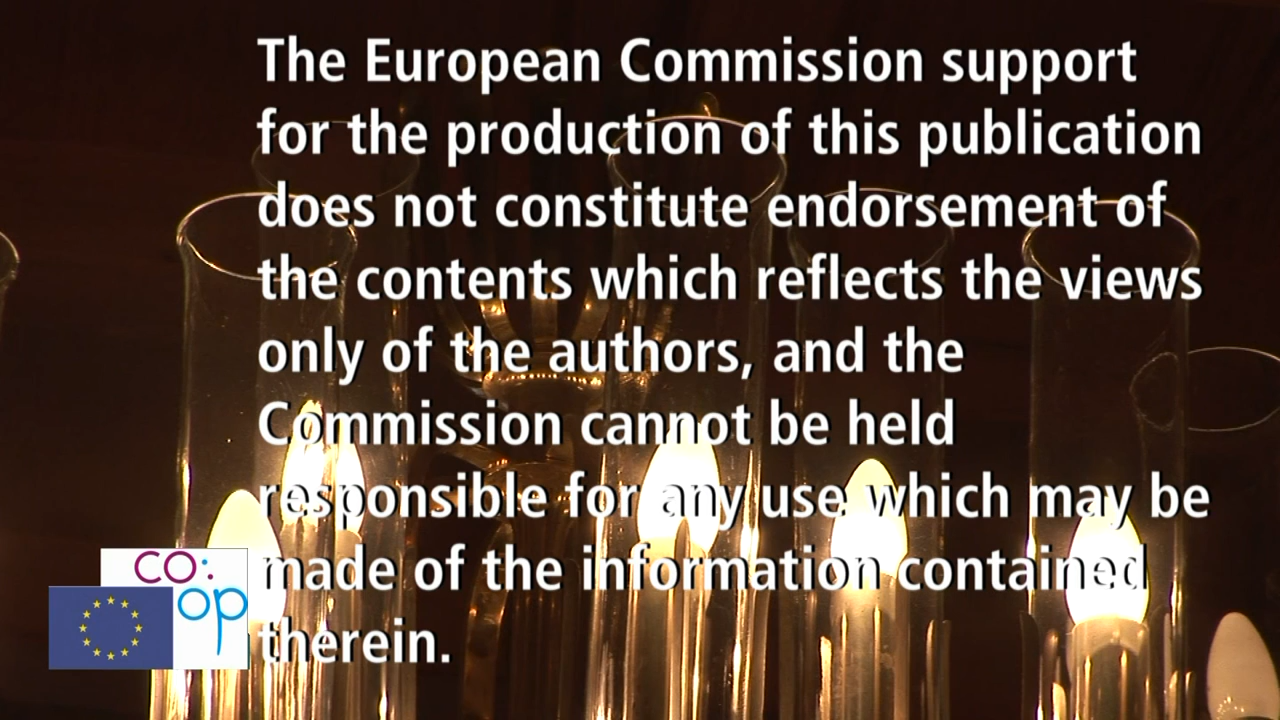 The European Commission support
for the production of this publication
does not constitute endorsement of
the contents which reflects the views
only of the authors, and the
Commission cannot be held
responsible for any use which may be
made of the information contained
therein.
co:
op